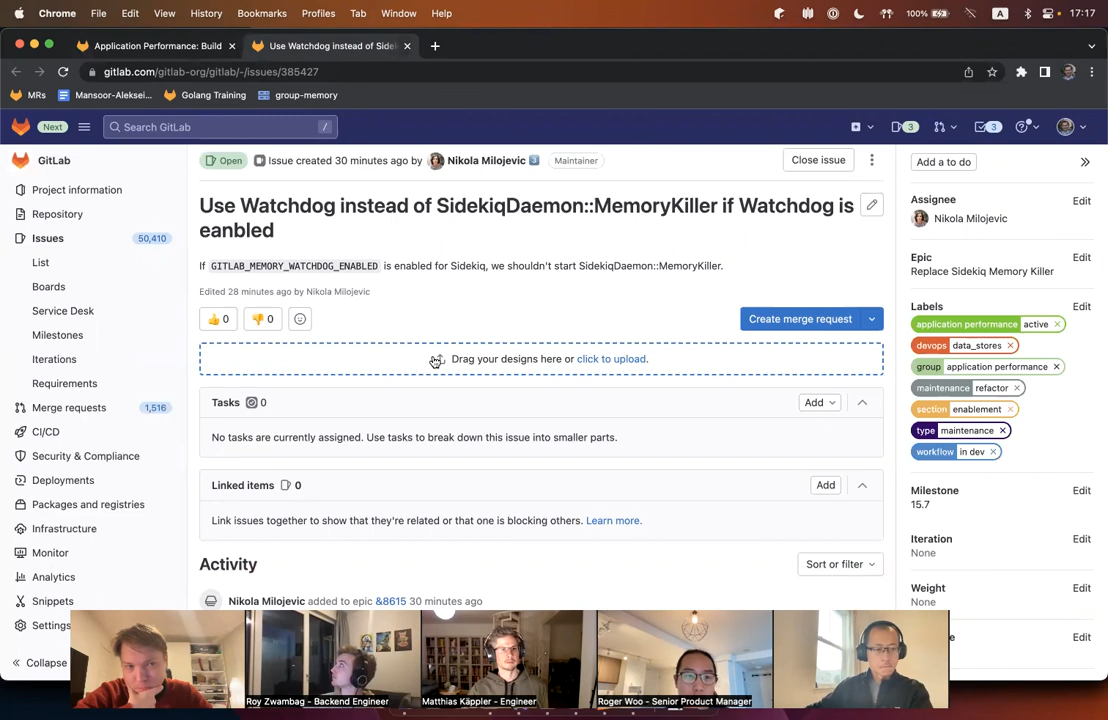 Chrome File Edit View History Bookmarks Profiles Tab Window Help 100% A 17:17
Application Performance: Build Use Watchdog instead of Side
gitlab.com/gitlab-org/gitlab/-/issues/385427
MRs Mansoor-Aleksei... Golang Training group-memory
Next Search GitLab / 3 3
GitLab
Project information
Repository
Issues 50,410
List
Boards
Service Desk
Milestones
Iterations
Requirements
Merge requests 1,516
CI/CD
Security & Compliance
Deployments
Packages and registries
Infrastructure
Monitor
Analytics
Snippets
Settings
Collapse
Open Issue created 30 minutes ago by Nikola Milojevic 3 Maintainer Close issue
Use Watchdog instead of SidekiqDaemon::MemoryKiller if Watchdog is
eanbled
If GITLAB_MEMORY_WATCHDOG_ENABLED is enabled for Sidekiq, we shouldn't start SidekiqDaemon::MemoryKiller.
Edited 28 minutes ago by Nikola Milojevic
0 0 Create merge request
Drag your designs here or click to upload.
Tasks 0 Add
No tasks are currently assigned. Use tasks to break down this issue into smaller parts.
Linked items 0 Add
Link issues together to show that they're related or that one is blocking others. Learn more.
Activity Sort or filter
Nikola Milojevic added to epic &8615 30 minutes ago
Add a to do
Assignee Edit
Nikola Milojevic
Epic Edit
Replace Sidekiq Memory Killer
Labels Edit
application performance active
devops data_stores
group application performance
maintenance refactor
section enablement
type maintenance
workflow in dev
Milestone Edit
15.7
Iteration Edit
None
Weight Edit
None
Edit
Roy Zwambag - Backend Engineer
Matthias Käppler - Engineer
Roger Woo - Senior Product Manager